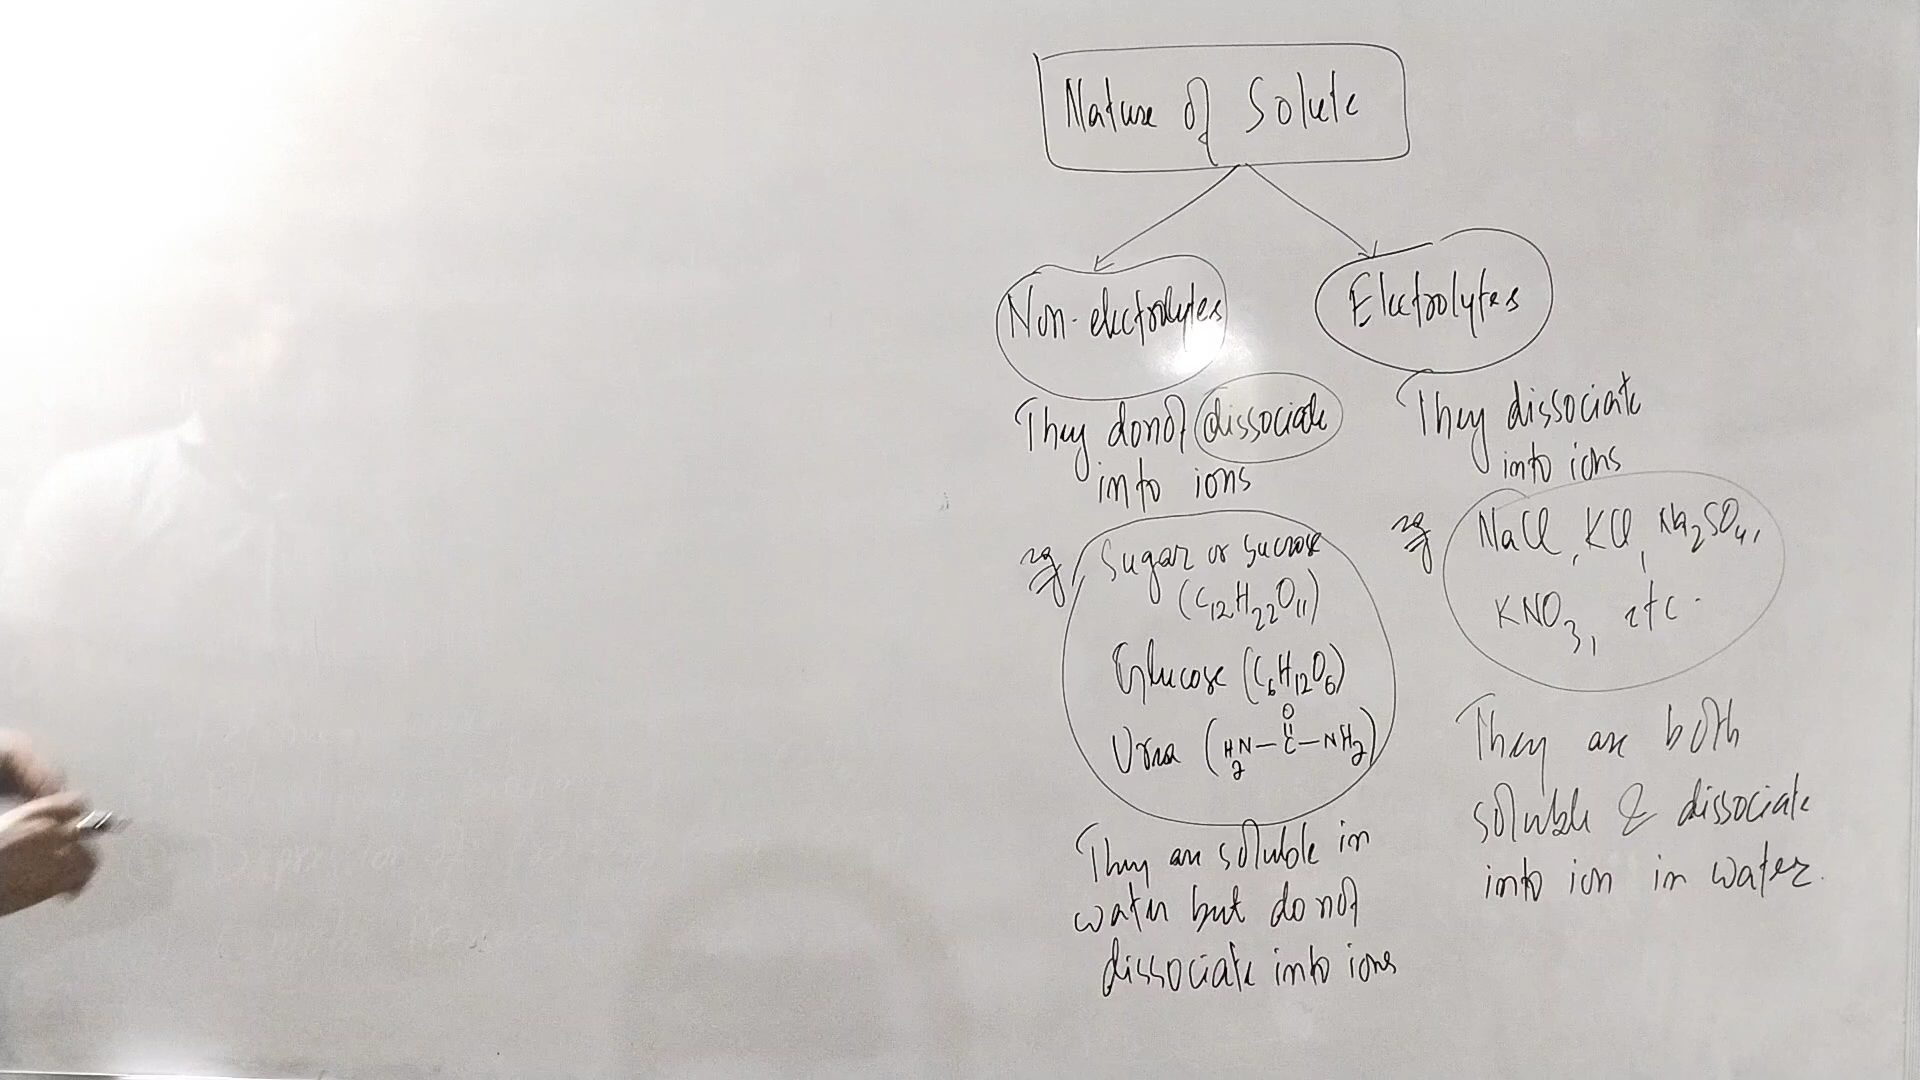 Nature of Solute
Non-electrolytes
They do not dissociate
into ions
eg Sugar or sucrose
(C12H22O11)
Glucose (C6H12O6)
O
Urea (H2N-C-NH2)
They are soluble in
water but do not
dissociate into ions
Electrolytes
They dissociate
into ions
eg NaCl, KCl, Na2SO4,
KNO3, etc.
They are both
soluble & dissociate
into ion in water.